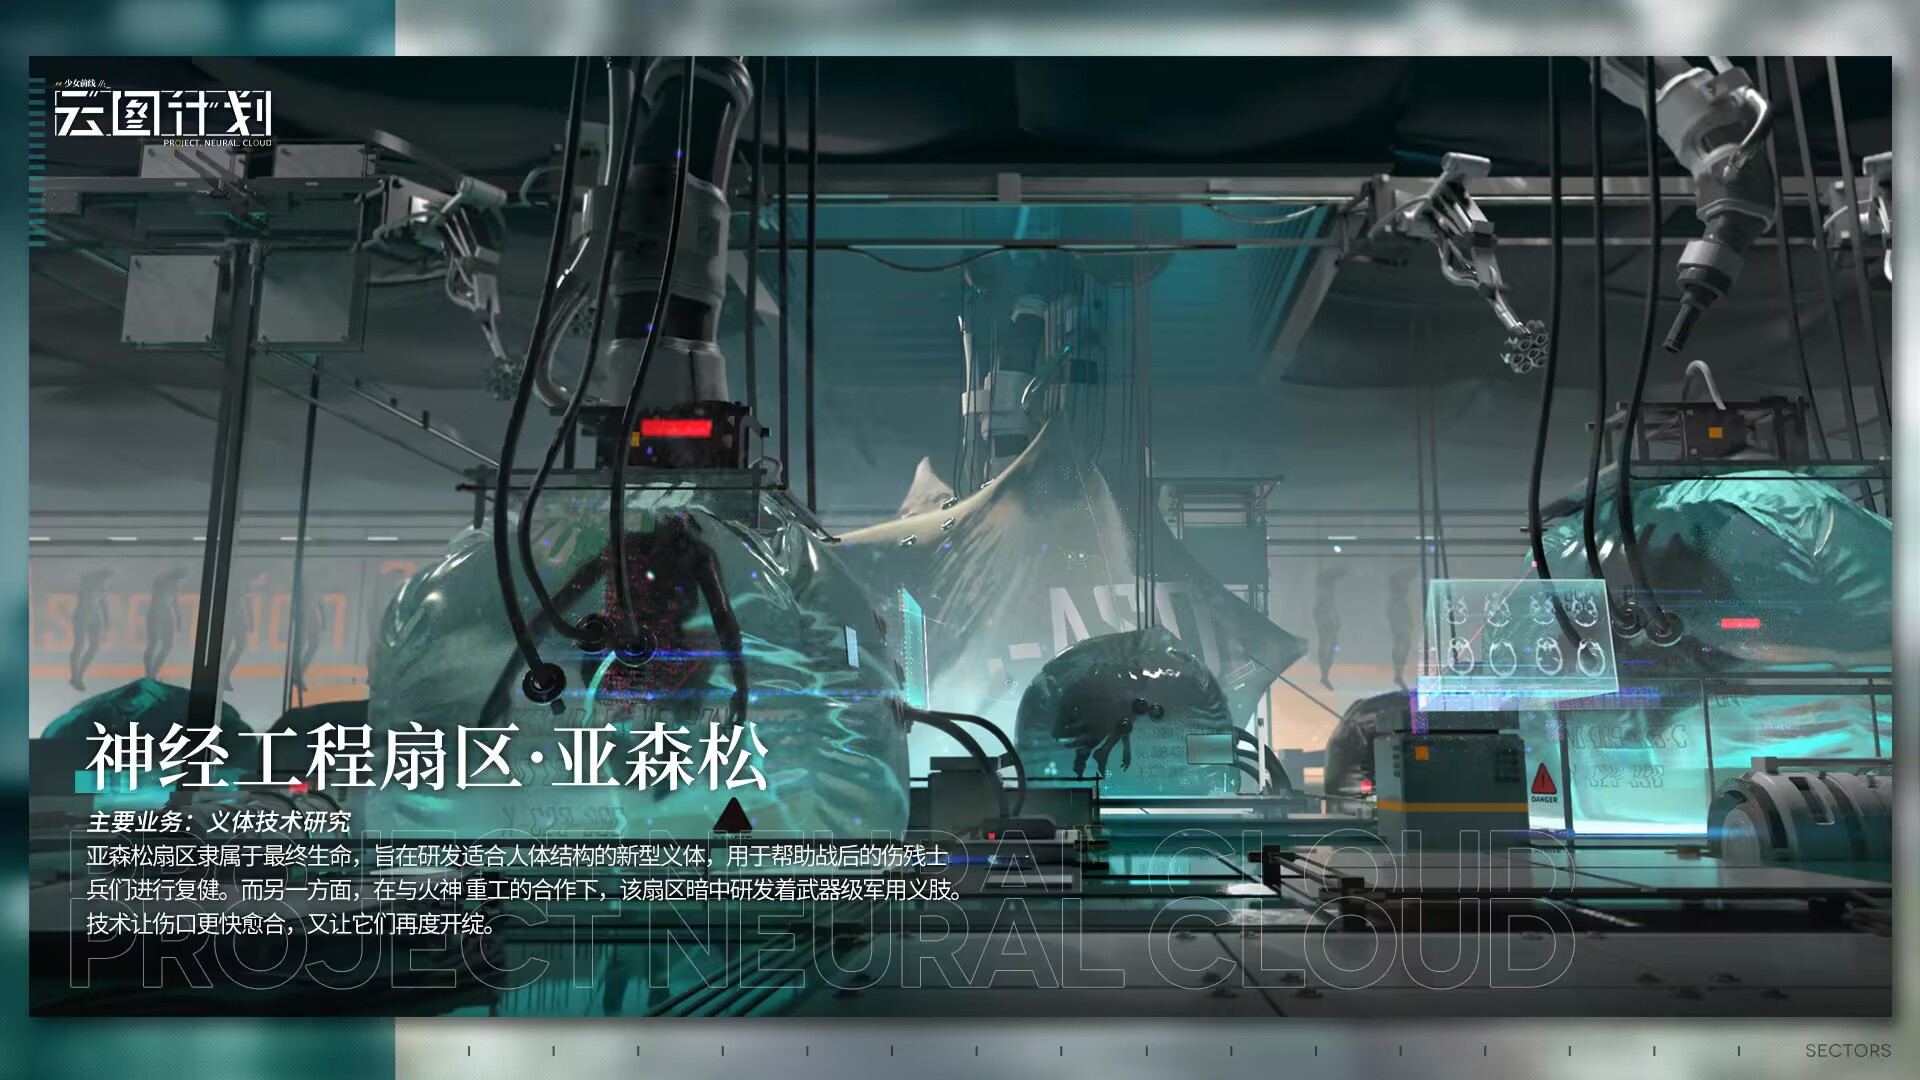 少女前线
云图计划
PROJECT. NEURAL. CLOUD
Ascension
DANGER
神经工程扇区·亚森松
主要业务：义体技术研究
亚森松扇区隶属于最终生命，旨在研发适合人体结构的新型义体，用于帮助战后的伤残士
兵们进行复健。而另一方面，在与火神重工的合作下，该扇区暗中研发着武器级军用义肢。
技术让伤口更快愈合，又让它们再度开绽。
PROJECT NEURAL CLOUD
PROJECT NEURAL CLOUD
SECTORS